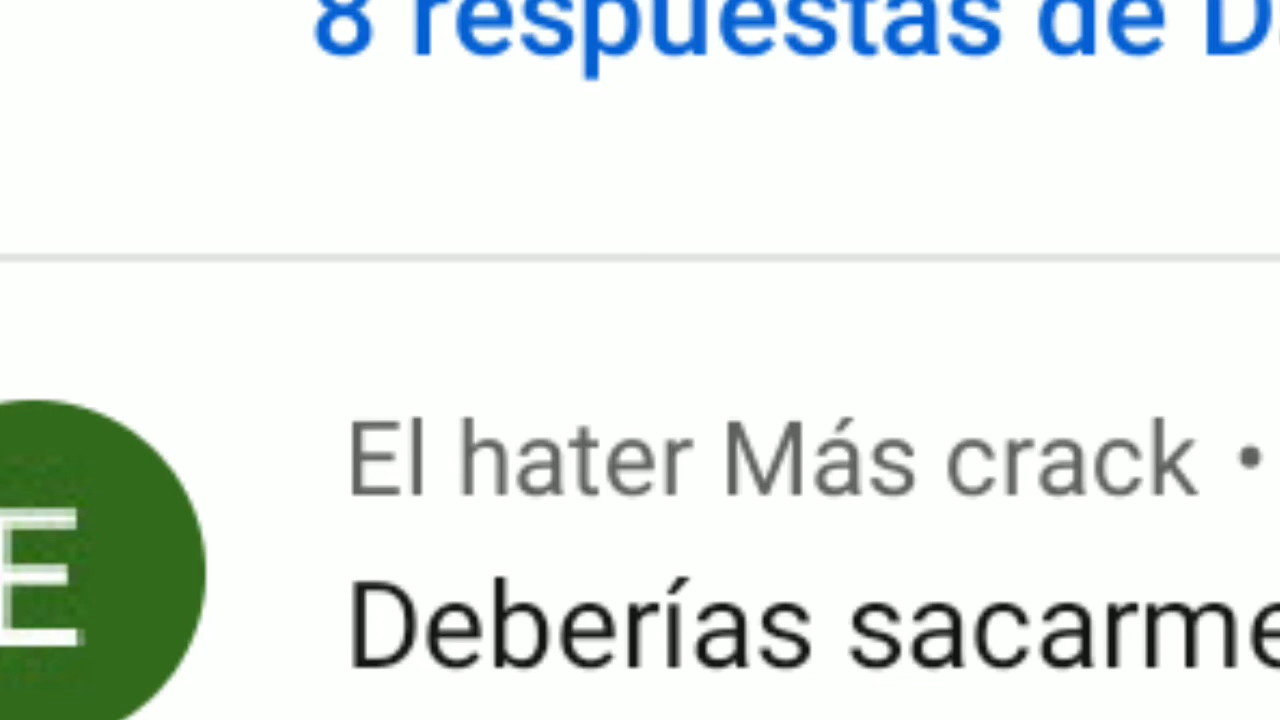 8 respuestas de
El hater Más crack •
E
Deberías sacarme